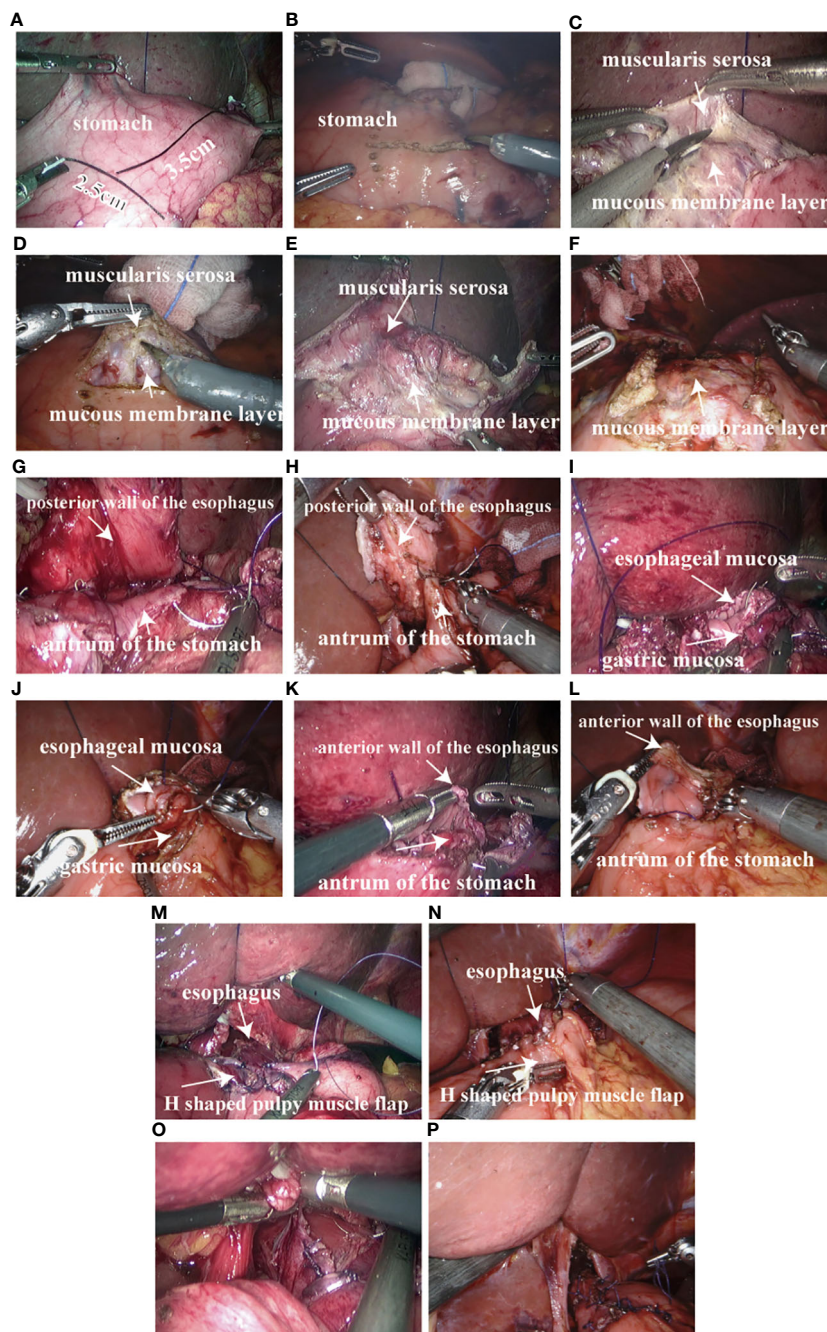 A
B
C
stomach
3.5cm
2.5cm
stomach
muscularis serosa
mucous membrane layer
D
E
F
muscularis serosa
mucous membrane layer
muscularis serosa
mucous membrane layer
mucous membrane layer
G
H
I
posterior wall of the esophagus
antrum of the stomach
posterior wall of the esophagus
antrum of the stomach
esophageal mucosa
gastric mucosa
J
K
L
esophageal mucosa
gastric mucosa
anterior wall of the esophagus
antrum of the stomach
anterior wall of the esophagus
antrum of the stomach
M
N
esophagus
H shaped pulpy muscle flap
esophagus
H shaped pulpy muscle flap
O
P